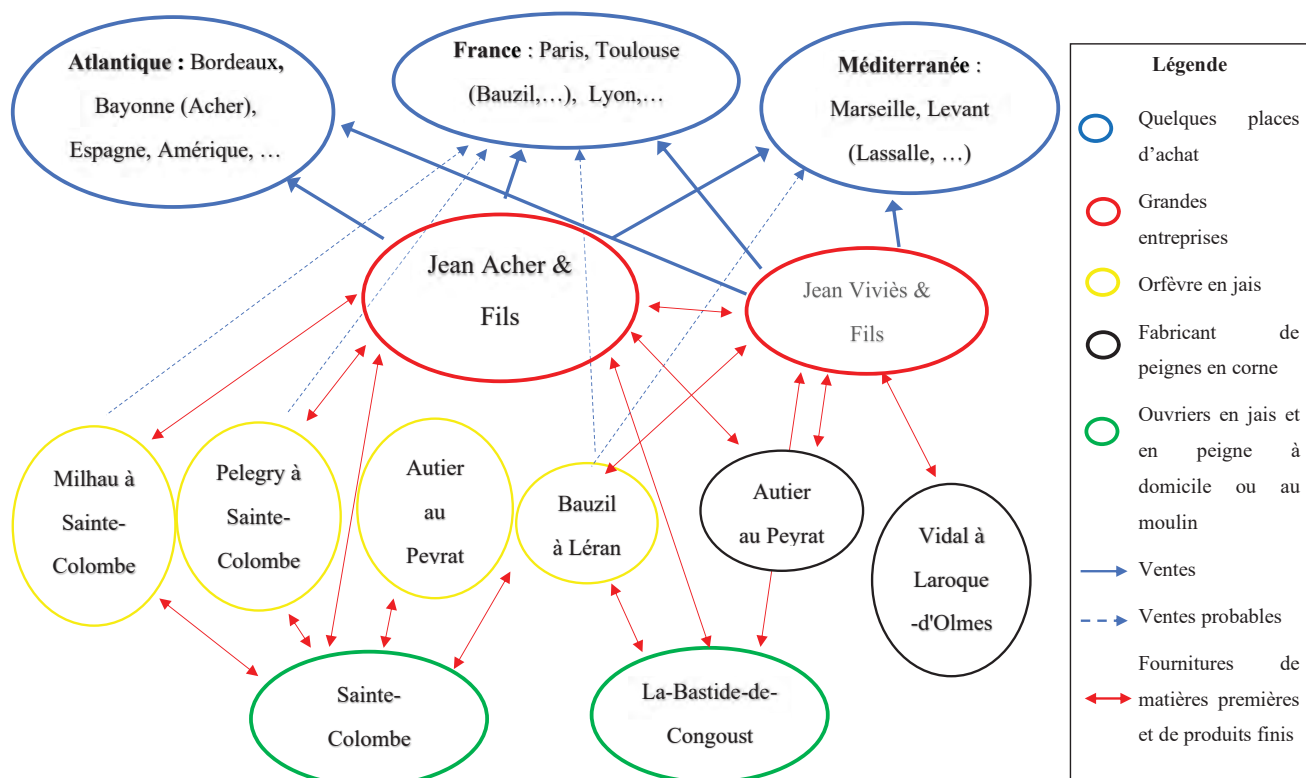 Atlantique : Bordeaux,
Bayonne (Acher),
Espagne, Amérique, …
France : Paris, Toulouse
(Bauzil,…), Lyon,…
Méditerranée :
Marseille, Levant
(Lassalle, …)
Jean Acher &
Fils
Jean Viviès &
Fils
Milhau à
Sainte-
Colombe
Pelegry à
Sainte-
Colombe
Autier
au
Peyrat
Bauzil
à Léran
Autier
au Peyrat
Vidal à
Laroque
-d'Olmes
Sainte-
Colombe
La-Bastide-de-
Congoust
Légende
Quelques places
d’achat
Grandes
entreprises
Orfèvre en jais
Fabricant de
peignes en corne
Ouvriers en jais et
en peigne à
domicile ou au
moulin
Ventes
Ventes probables
Fournitures de
matières premières
et de produits finis